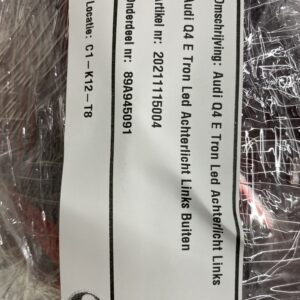 Omschrijving: Audi Q4 E Tron Led Achterlicht Links
Audi Q4 E Tron Led Achterlicht Links Buiten
Artikel nr: 20211115004
Onderdeel nr: 89A945091
Locatie: C1-K12-T8